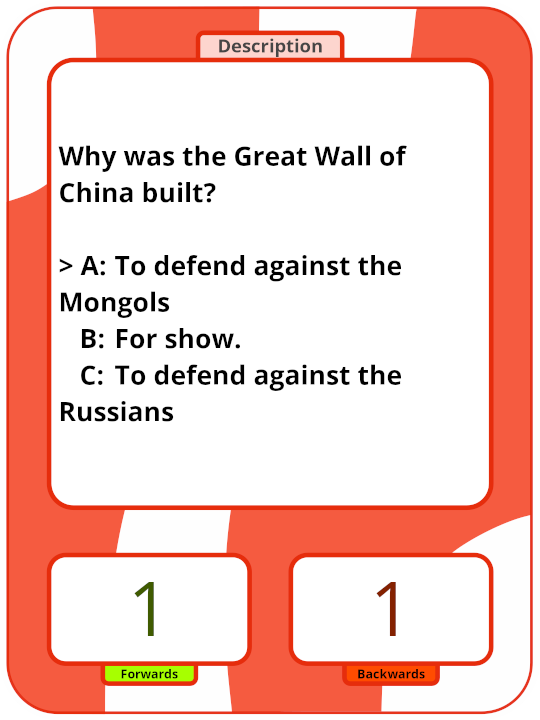 Description
Why was the Great Wall of
China built?
> A: To defend against the
Mongols
B: For show.
C: To defend against the
Russians
1
1
Forwards
Backwards